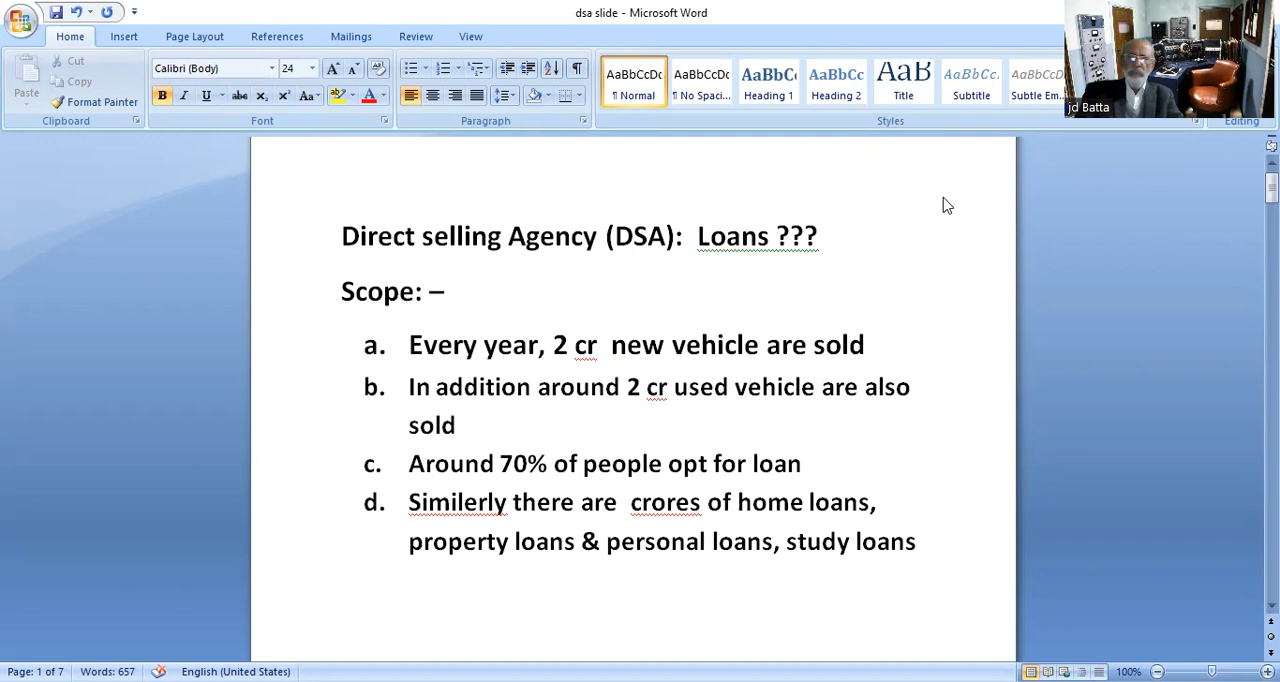 dsa slide - Microsoft Word
Home Insert Page Layout References Mailings Review View
Cut
Copy
Paste
Format Painter
Clipboard
Calibri (Body) 24
Font
Paragraph
AaBbCcDc AaBbCcDc AaBbC AaBbCc AaB AaBbCc. AaBbCcDc
¶ Normal ¶ No Spaci... Heading 1 Heading 2 Title Subtitle Subtle Em...
Styles
Editing
jd Batta
Direct selling Agency (DSA): Loans ???
Scope: –
a. Every year, 2 cr new vehicle are sold
b. In addition around 2 cr used vehicle are also
sold
c. Around 70% of people opt for loan
d. Similerly there are crores of home loans,
property loans & personal loans, study loans
Page: 1 of 7 Words: 657 English (United States) 100%